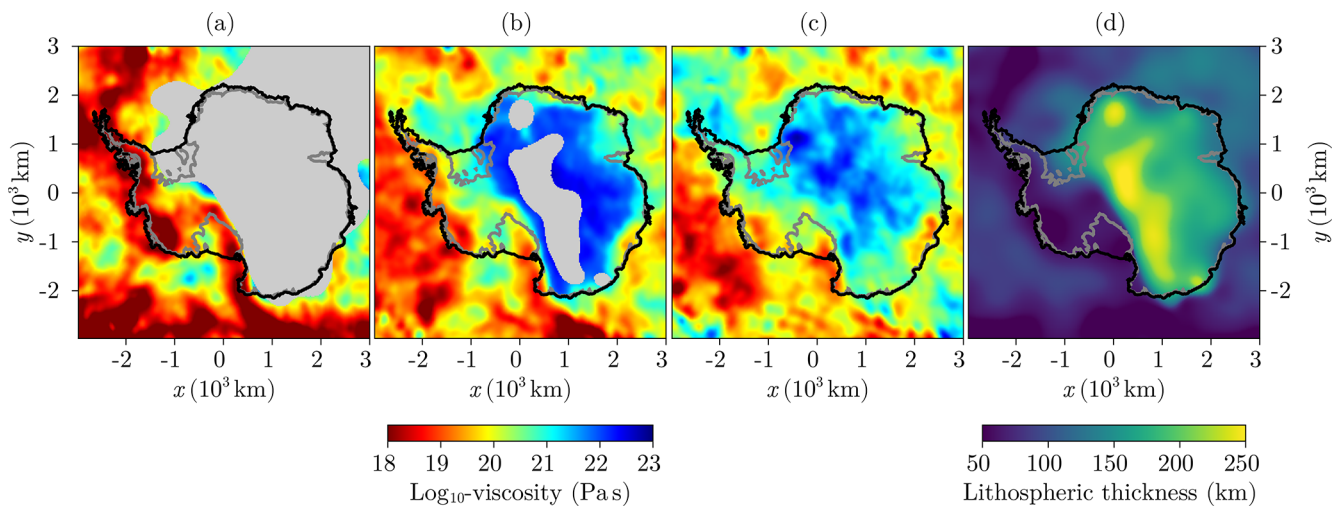 (a) (b) (c) (d)
3 3
2 2
1 1
0 0
-1 -1
-2 -2
y (10³ km) y (10³ km)
-2 -1 0 1 2 3 -2 -1 0 1 2 3 -2 -1 0 1 2 3 -2 -1 0 1 2 3
x (10³ km) x (10³ km) x (10³ km) x (10³ km)
18 19 20 21 22 23 50 100 150 200 250
Log₁₀-viscosity (Pa s) Lithospheric thickness (km)